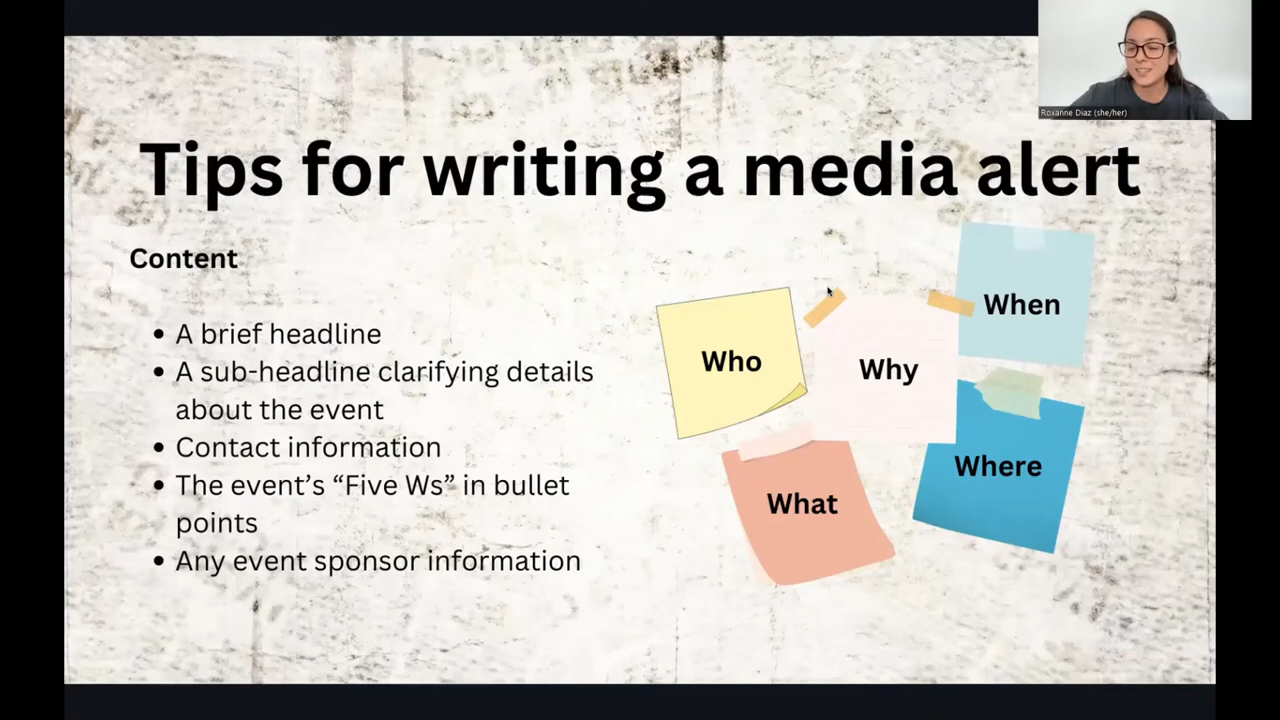 Roxanne Diaz (she/her)
Tips for writing a media alert
Content
• A brief headline
• A sub-headline clarifying details
about the event
• Contact information
• The event’s “Five Ws” in bullet
points
• Any event sponsor information
Who
Why
When
What
Where